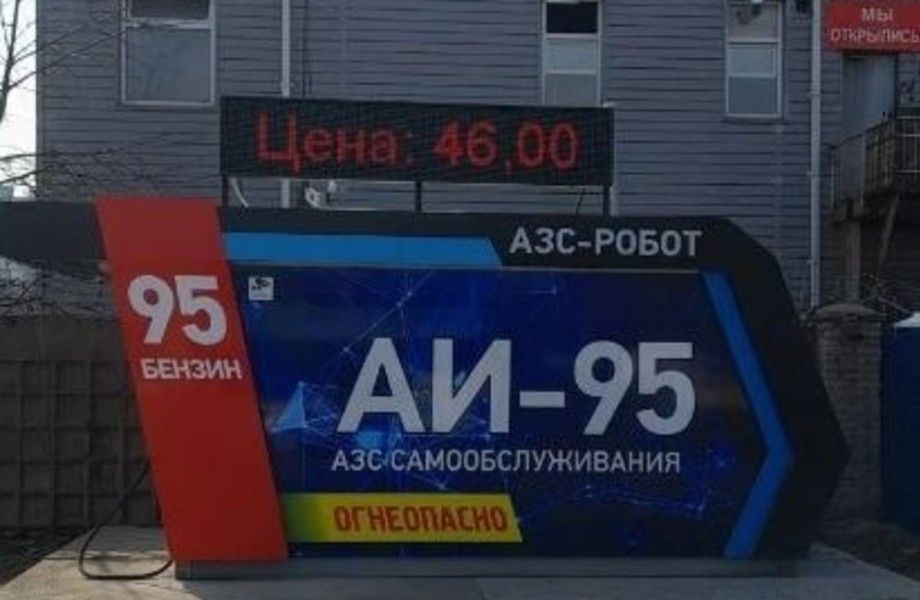 МЫ
ОТКРЫЛИСЬ
Цена: 46,00
АЗС-РОБОТ
95
БЕНЗИН
АИ-95
АЗС САМООБСЛУЖИВАНИЯ
ОГНЕОПАСНО